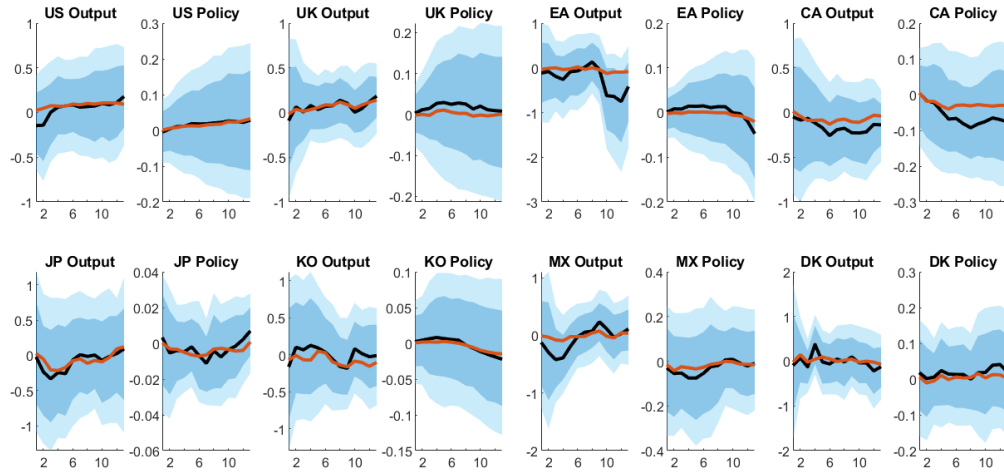 US Output US Policy UK Output UK Policy EA Output EA Policy CA Output CA Policy
1 0.3 1 0.2 1 0.2 1 0.2
0.5 0.2 0.5 0.1 0 0.1 0.5 0.1
0 0.1 0 0 -1 0 0 0
-0.5 0 -0.5 -0.1 -2 -0.1 -0.5 -0.1
-1 -0.1 -1 -0.2 -3 -0.2 -1 -0.2
-0.2 -0.3
2 6 10 2 6 10 2 6 10 2 6 10 2 6 10 2 6 10 2 6 10 2 6 10
JP Output JP Policy KO Output KO Policy MX Output MX Policy DK Output DK Policy
1 0.04 1 0.1 1 0.4 2 0.3
0.5 0.02 0.5 0.05 0 0.2 1 0.2
0 0 0 0 -1 0 0 0.1
-0.5 -0.02 -0.5 -0.05 -2 -0.2 -1 0
-1 -0.04 -1 -0.1 -0.4 -2 -0.1
-0.06 -0.15 -0.2
2 6 10 2 6 10 2 6 10 2 6 10 2 6 10 2 6 10 2 6 10 2 6 10